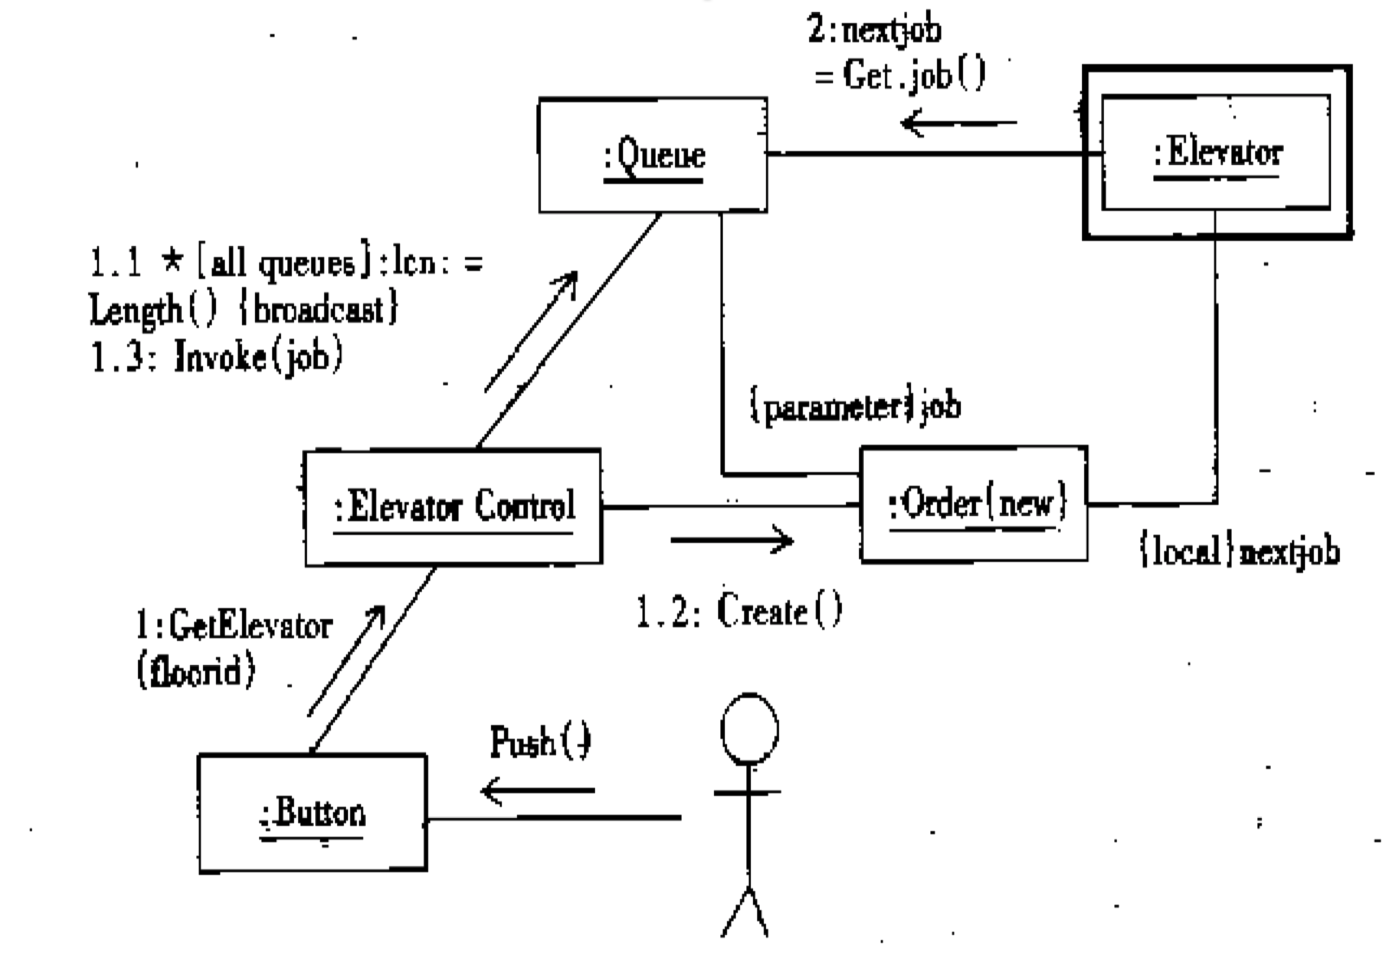 2:nextjob
=Get.job()
:Queue
:Elevator
1.1 *[all queues]:len:=
Length() {broadcast}
1.3: Invoke(job)
{parameter}job
:Elevator Control
:Order{new}
{local}nextjob
1.2: Create()
1:GetElevator
(floorid)
Push()
:Button